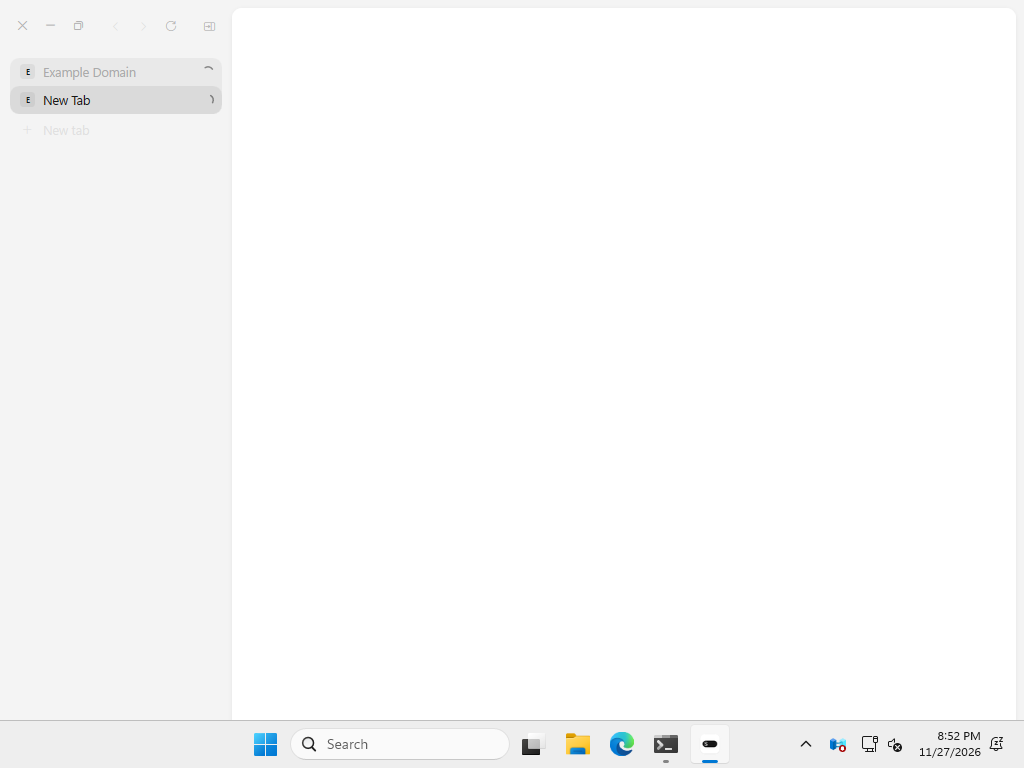 E Example Domain
E New Tab
+ New tab
Search
8:52 PM
11/27/2026